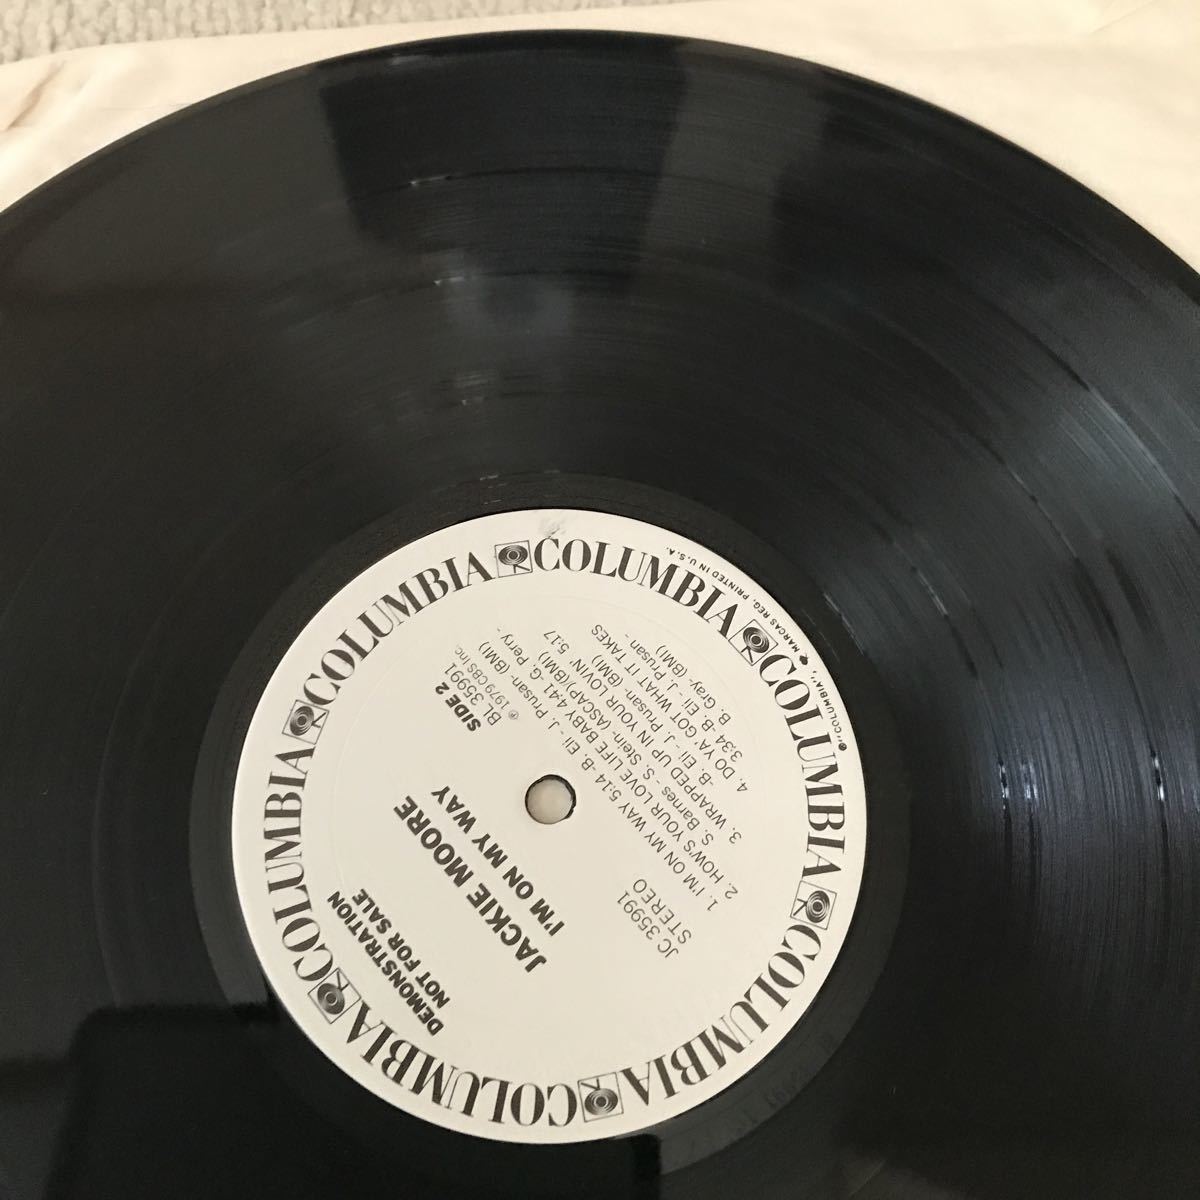 COLUMBIA COLUMBIA COLUMBIA COLUMBIA COLUMBIA COLUMBIA
DEMONSTRATION
NOT FOR SALE
JACKIE MOORE
I'M ON MY WAY
JC 35991
STEREO
SIDE 2
BL 35991
℗ 1979 CBS Inc.
1. I'M ON MY WAY 5:14 -B. Eli - J. Prusan- (BMI)
2. HOW'S YOUR LOVE LIFE BABY 4:41 -G. Perry -
S. Barnes - S. Stein- (ASCAP)(BMI)
3. WRAPPED UP IN YOUR LOVIN' 5:17
-B. Eli - J. Prusan- (BMI)
4. DO YA' GOT WHAT IT TAKES
3:34 -B. Eli - J. Prusan -
B. Gray- (BMI)
"COLUMBIA", MARCAS REG. PRINTED IN U.S.A.